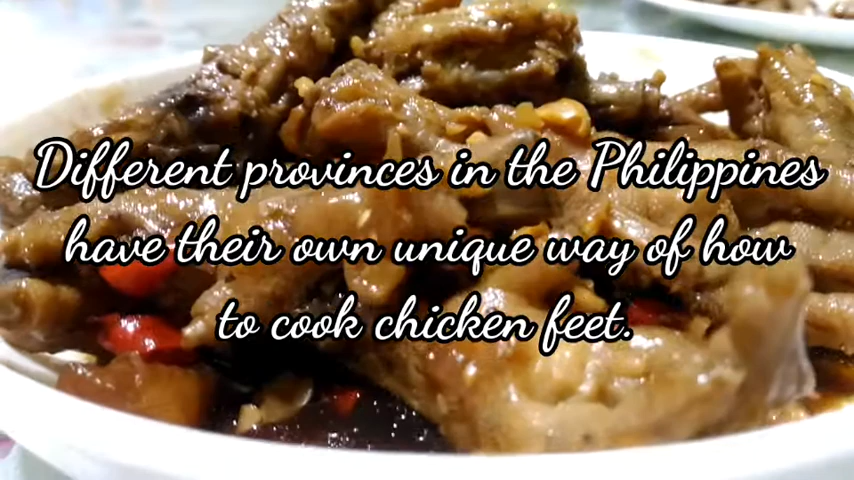 Different provinces in the Philippines
have their own unique way of how
to cook chicken feet.